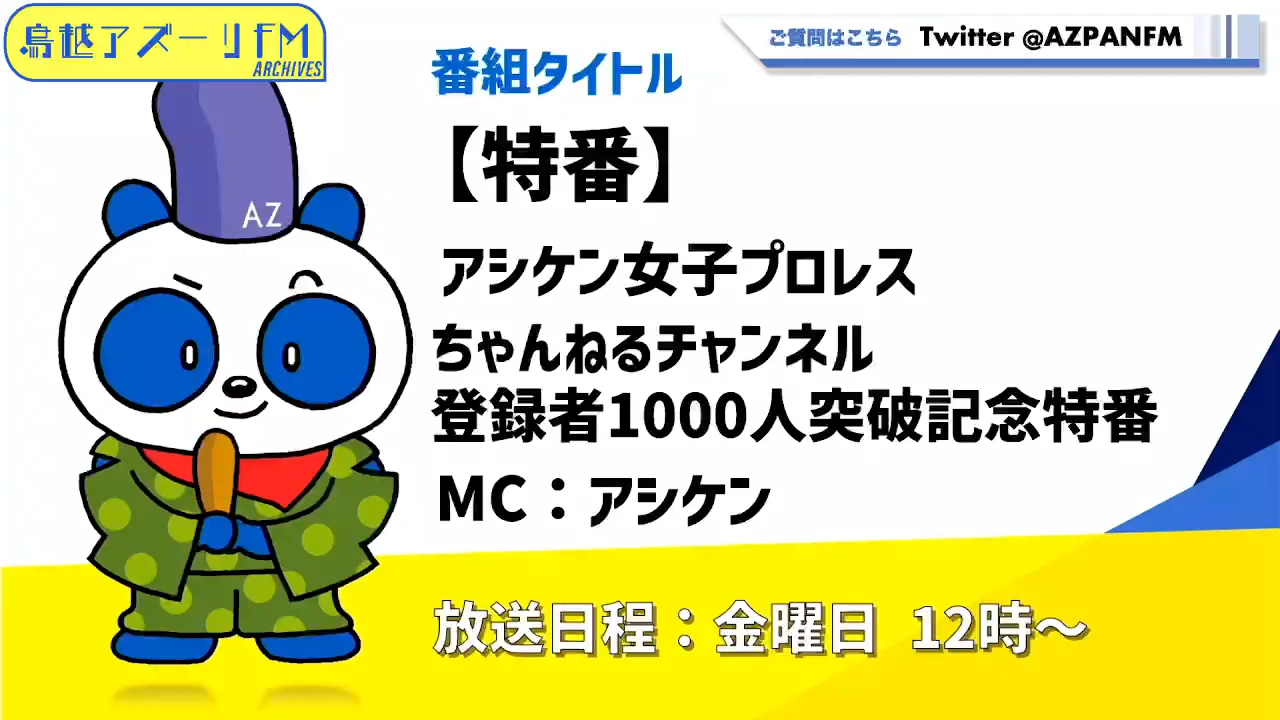 鳥越アズーリFM
ARCHIVES
ご質問はこちら Twitter @AZPANFM
番組タイトル
【特番】
アシケン女子プロレス
ちゃんねるチャンネル
登録者1000人突破記念特番
MC：アシケン
AZ
放送日程：金曜日 12時～